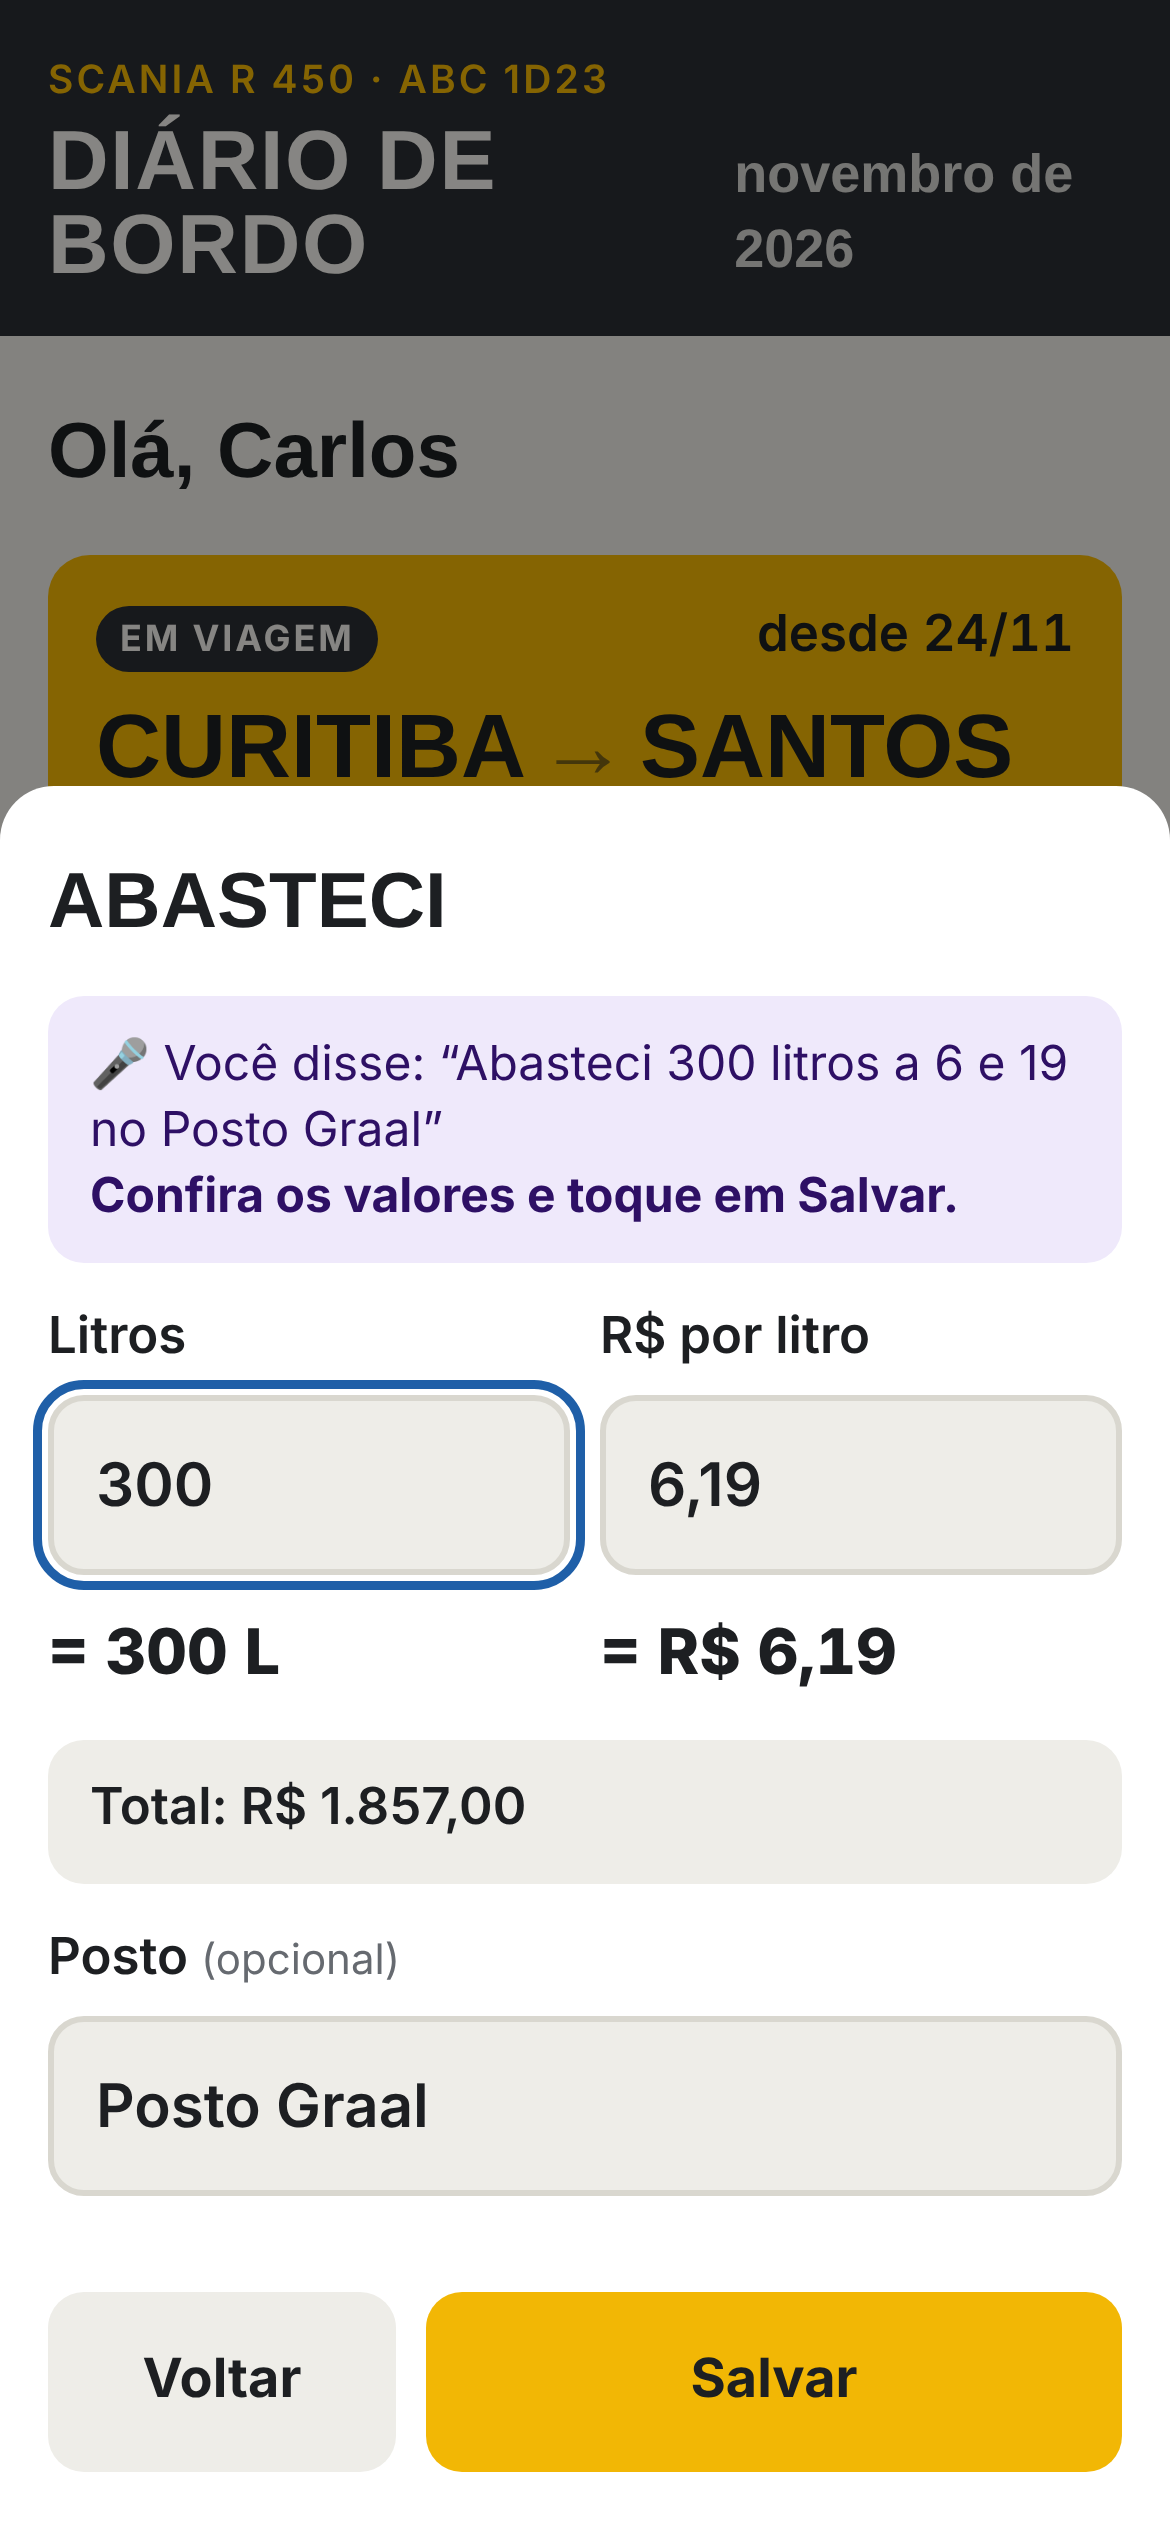 SCANIA R 450 · ABC 1D23
DIÁRIO DE
BORDO
novembro de
2026
Olá, Carlos
EM VIAGEM
desde 24/11
CURITIBA → SANTOS
ABASTECI
🎤 Você disse: “Abasteci 300 litros a 6 e 19
no Posto Graal”
Confira os valores e toque em Salvar.
Litros
R$ por litro
300
6,19
= 300 L
= R$ 6,19
Total: R$ 1.857,00
Posto (opcional)
Posto Graal
Voltar
Salvar